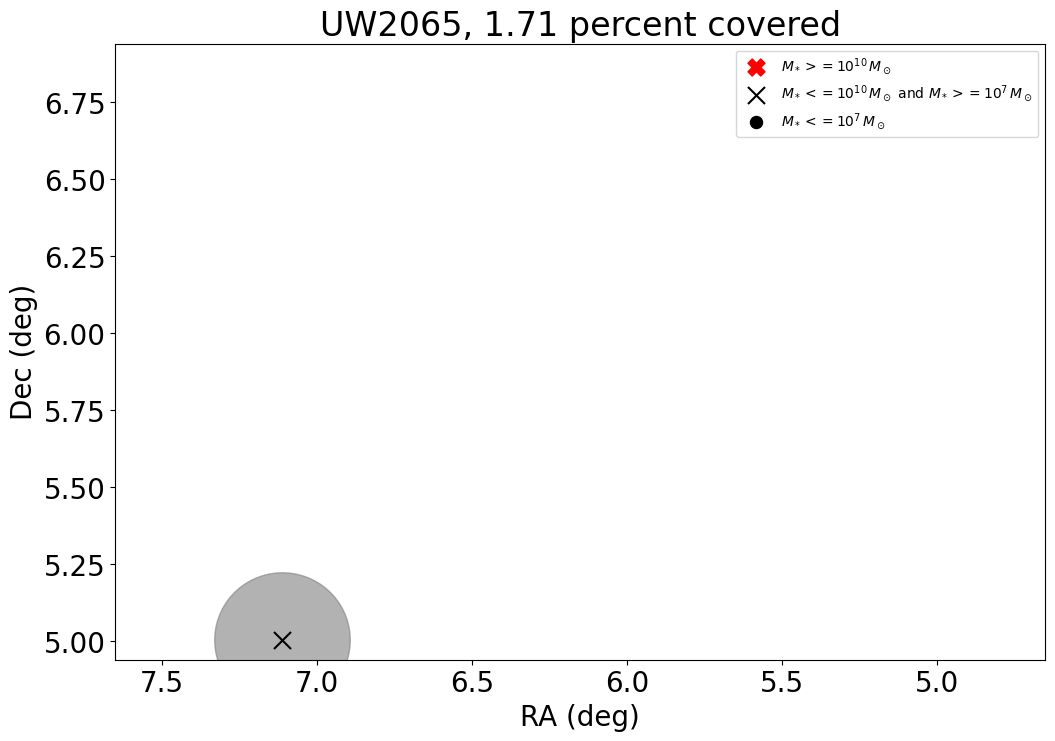 UW2065, 1.71 percent covered
M* >= 10^10 M⊙
M* <= 10^10 M⊙ and M* >= 10^7 M⊙
M* <= 10^7 M⊙
6.75
6.50
6.25
6.00
5.75
5.50
5.25
5.00
Dec (deg)
7.5 7.0 6.5 6.0 5.5 5.0
RA (deg)